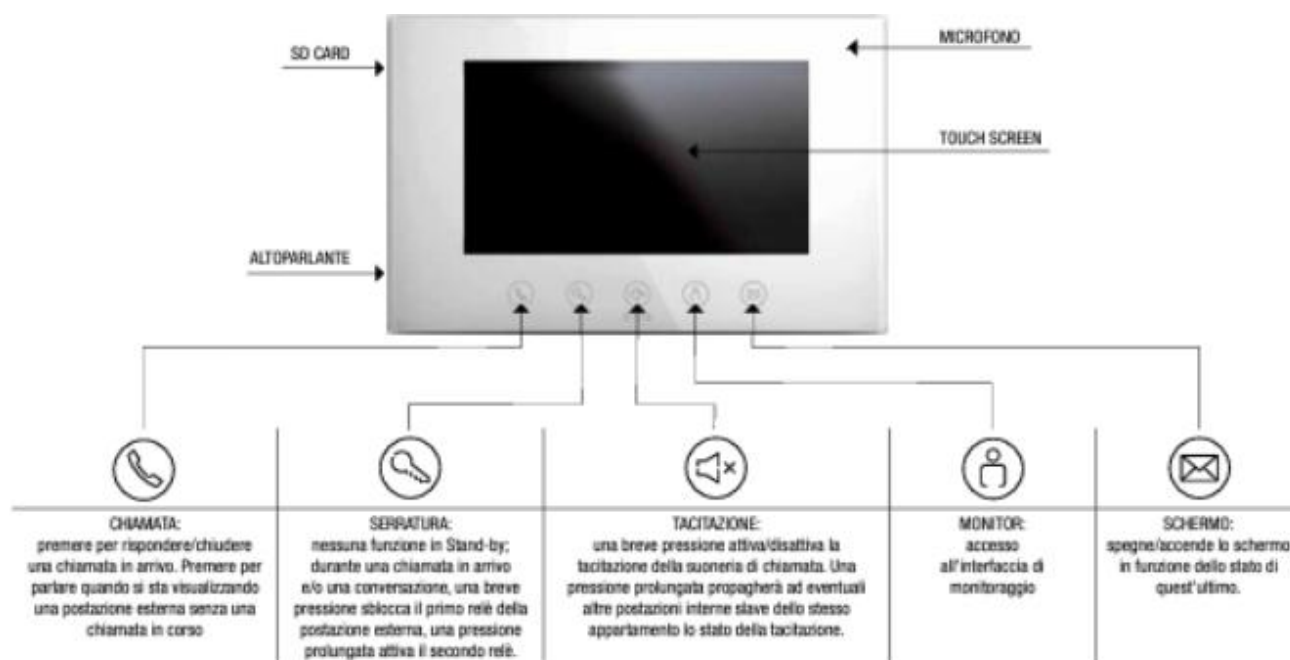 SD CARD
MICROFONO
TOUCH SCREEN
ALTOPARLANTE
CHIAMATA:
premere per rispondere/chiudere
una chiamata in arrivo. Premere per
parlare quando si sta visualizzando
una postazione esterna senza una
chiamata in corso
SERRATURA:
nessuna funzione in Stand-by;
durante una chiamata in arrivo
e/o una conversazione, una breve
pressione sblocca il primo relè della
postazione esterna, una pressione
prolungata attiva il secondo relè.
TACITAZIONE:
una breve pressione attiva/disattiva la
tacitazione della suoneria di chiamata. Una
pressione prolungata propagherà ad eventuali
altre postazioni interne slave dello stesso
appartamento lo stato della tacitazione.
MONITOR:
accesso
all'interfaccia di
monitoraggio
SCHERMO:
spegne/accende lo schermo
in funzione dello stato di
quest'ultimo.